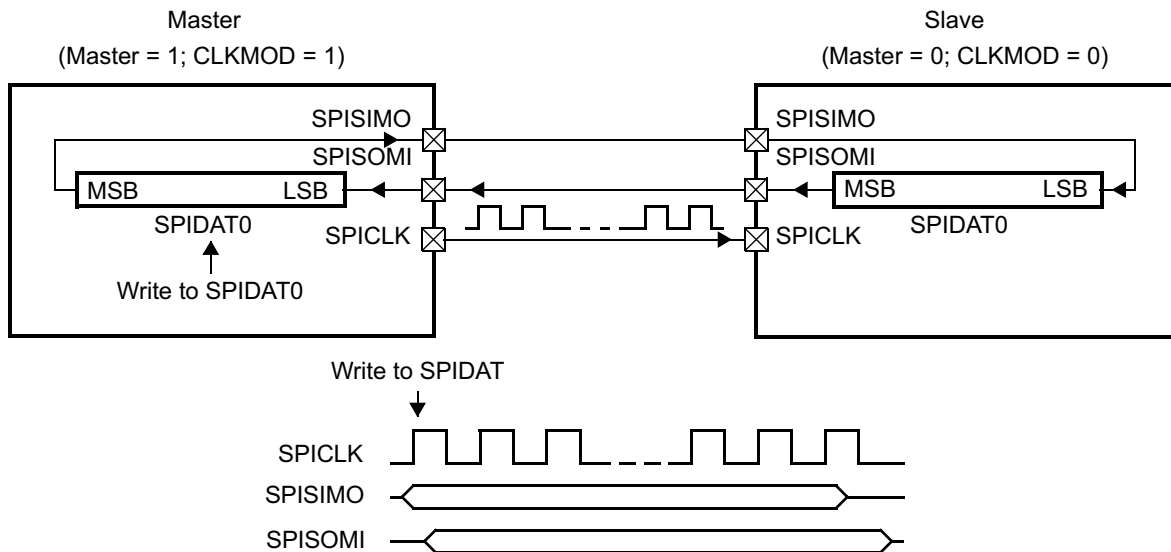 Master
(Master = 1; CLKMOD = 1)
Slave
(Master = 0; CLKMOD = 0)
SPISIMO
SPISIMO
SPISOMI
SPISOMI
MSB LSB
MSB LSB
SPIDAT0
SPIDAT0
SPICLK
SPICLK
Write to SPIDAT0
Write to SPIDAT
SPICLK
SPISIMO
SPISOMI